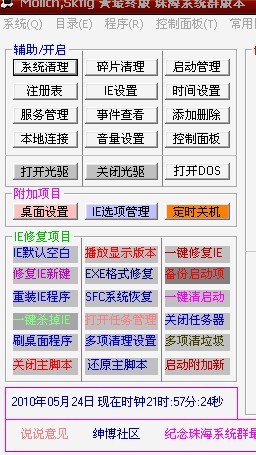 Mollch,Skfig 天最终版 珠海系统群版本
系统(Q) 目录(E) 程序(R) 控制面板(T) 常用
辅助/开启
系统清理 碎片清理 启动管理
注册表 IE设置 时间设置
服务管理 事件查看 添加删除
本地连接 音量设置 控制面板
打开光驱 关闭光驱 打开DOS
附加项目
桌面设置 IE选项管理 定时关机
IE修复项目
IE默认空白 播放显示版本 一键修复IE
修复IE新键 EXE格式修复 备份启动项
重装IE程序 SFC系统恢复 一键清启动
一键杀掉IE 打开任务管理 关闭任务器
刷桌面程序 多项清理设置 多项清垃圾
关闭主脚本 还原主脚本 启动附加新
2010年05月24日 现在时钟21时:57分:24秒
说说意见 绅博社区 纪念珠海系统群最